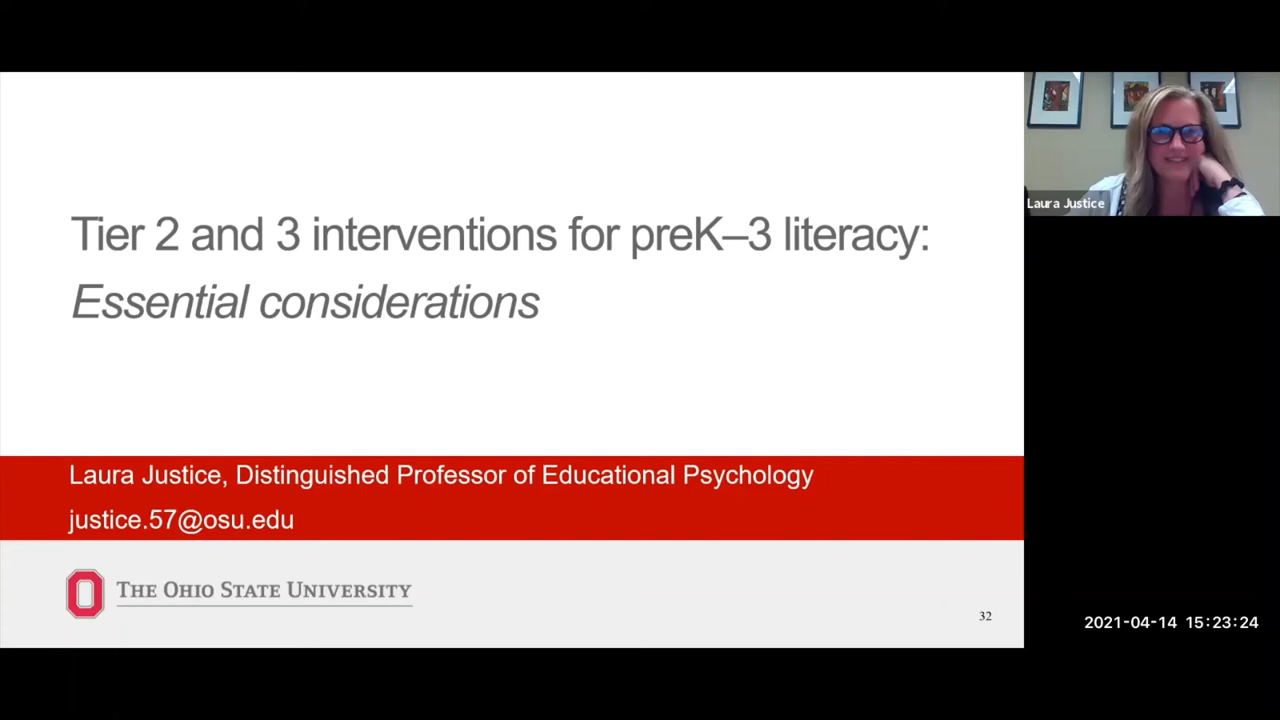 Tier 2 and 3 interventions for preK–3 literacy:
Essential considerations
Laura Justice, Distinguished Professor of Educational Psychology
justice.57@osu.edu
THE OHIO STATE UNIVERSITY
32
Laura Justice
2021-04-14 15:23:24